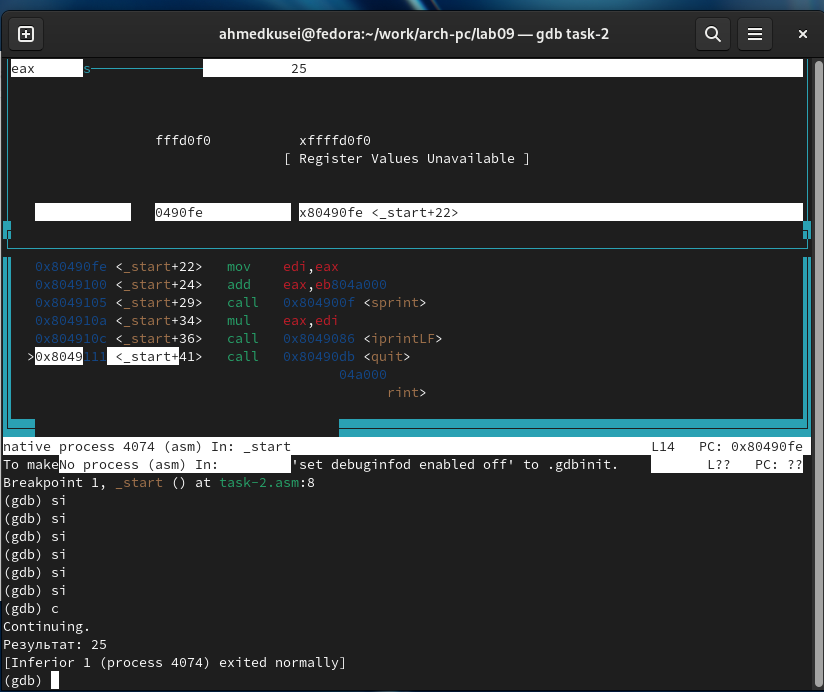 ahmedkusei@fedora:~/work/arch-pc/lab09 — gdb task-2
eax s 25
fffd0f0 xffffd0f0
[ Register Values Unavailable ]
0490fe x80490fe <_start+22>
0x80490fe <_start+22> mov edi,eax
0x8049100 <_start+24> add eax,eb804a000
0x8049105 <_start+29> call 0x804900f <sprint>
0x804910a <_start+34> mul eax,edi
0x804910c <_start+36> call 0x8049086 <iprintLF>
>0x8049111 <_start+41> call 0x80490db <quit>
04a000
rint>
native process 4074 (asm) In: _start L14 PC: 0x80490fe
To makeNo process (asm) In: 'set debuginfod enabled off' to .gdbinit. L?? PC: ??
Breakpoint 1, _start () at task-2.asm:8
(gdb) si
(gdb) si
(gdb) si
(gdb) si
(gdb) si
(gdb) si
(gdb) c
Continuing.
Результат: 25
[Inferior 1 (process 4074) exited normally]
(gdb)